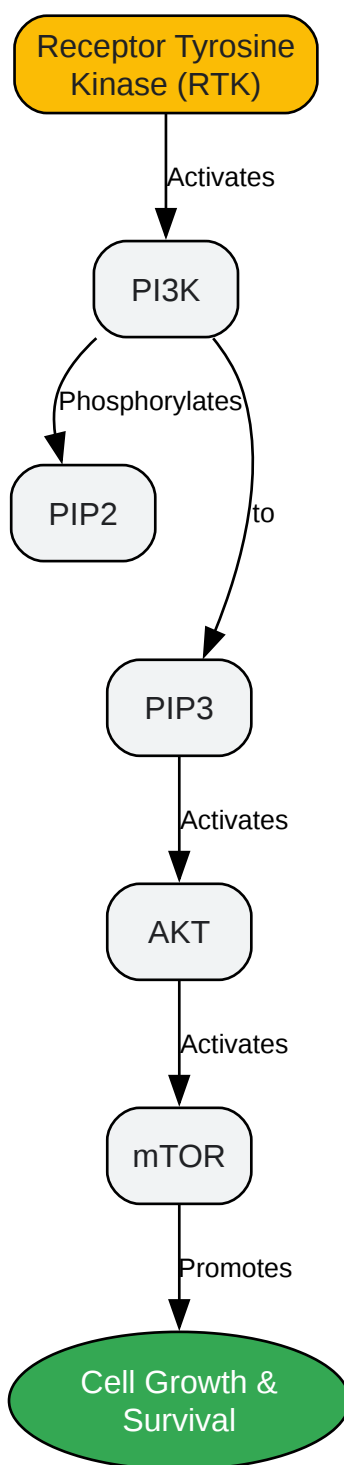 Receptor Tyrosine
Kinase (RTK)
Activates
PI3K
Phosphorylates
PIP2
to
PIP3
Activates
AKT
Activates
mTOR
Promotes
Cell Growth &
Survival